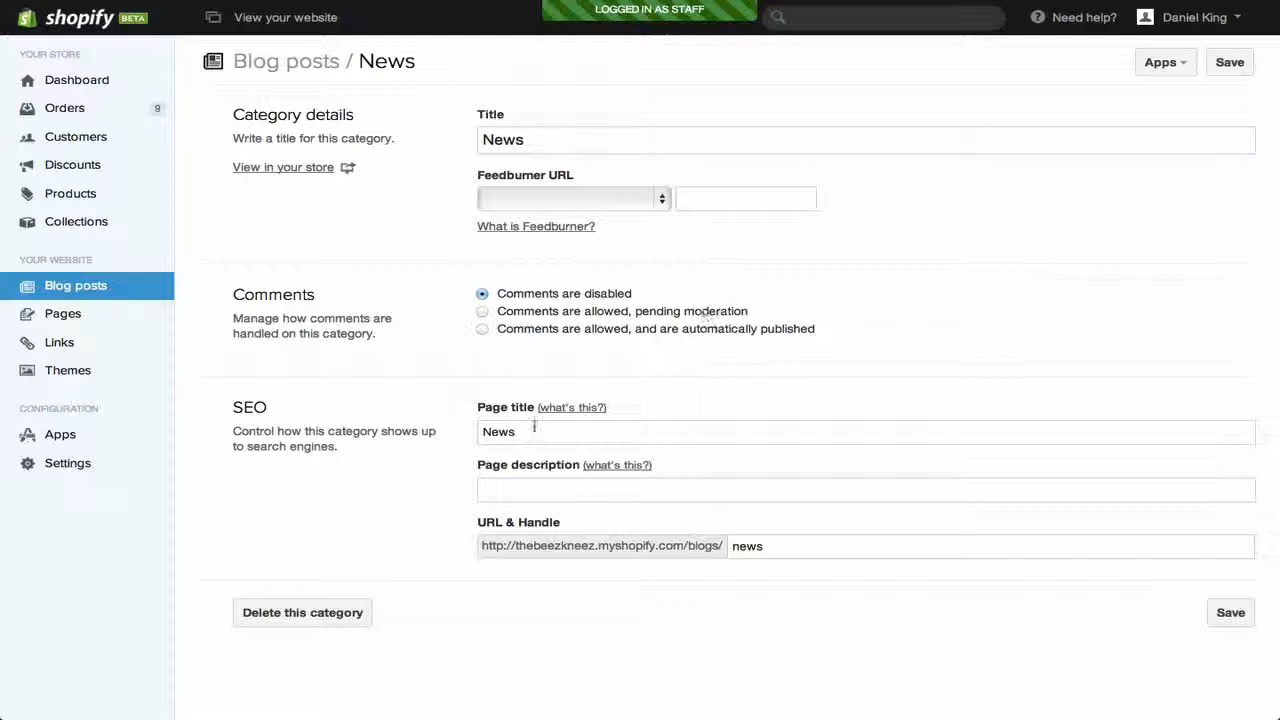 shopify BETA
View your website
LOGGED IN AS STAFF
Need help?
Daniel King
YOUR STORE
Dashboard
Orders 9
Customers
Discounts
Products
Collections
YOUR WEBSITE
Blog posts
Pages
Links
Themes
CONFIGURATION
Apps
Settings
Blog posts / News
Apps
Save
Category details
Write a title for this category.
View in your store
Title
News
Feedburner URL
What is Feedburner?
Comments
Manage how comments are
handled on this category.
Comments are disabled
Comments are allowed, pending moderation
Comments are allowed, and are automatically published
SEO
Control how this category shows up
to search engines.
Page title (what's this?)
News
Page description (what's this?)
URL & Handle
http://thebeezkneez.myshopify.com/blogs/ news
Delete this category
Save